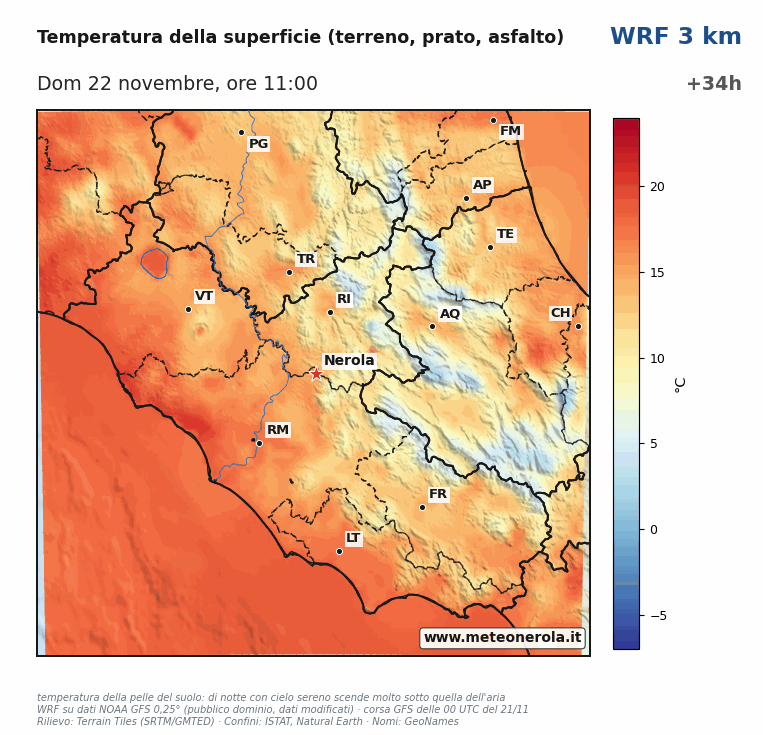 Temperatura della superficie (terreno, prato, asfalto)
WRF 3 km
Dom 22 novembre, ore 11:00
+34h
FM
PG
AP
TE
TR
VT
RI
AQ
CH
Nerola
RM
FR
LT
www.meteonerola.it
20
15
10
5
0
−5
°C
temperatura della pelle del suolo: di notte con cielo sereno scende molto sotto quella dell'aria
WRF su dati NOAA GFS 0,25° (pubblico dominio, dati modificati) · corsa GFS delle 00 UTC del 21/11
Rilievo: Terrain Tiles (SRTM/GMTED) · Confini: ISTAT, Natural Earth · Nomi: GeoNames